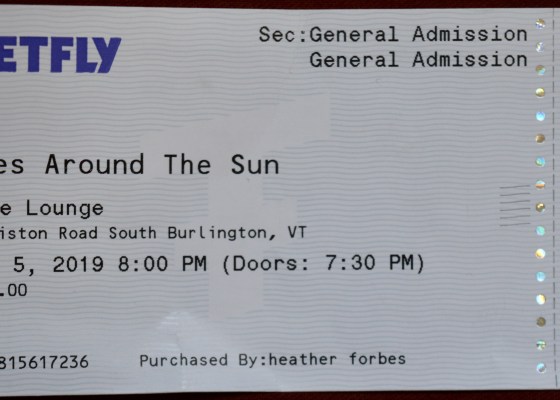 ETFLY
Sec:General Admission
General Admission
es Around The Sun
e Lounge
iston Road South Burlington, VT
5, 2019 8:00 PM (Doors: 7:30 PM)
.00
815617236 Purchased By:heather forbes